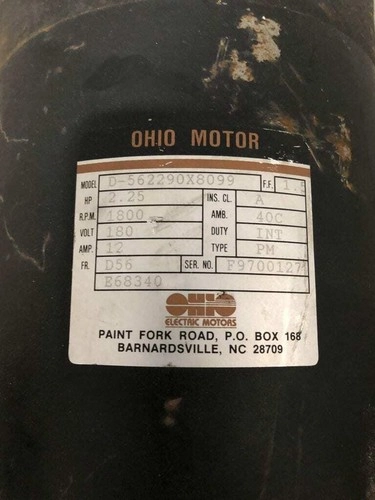 OHIO MOTOR
MODEL D-56Z290X8099 F.F. 1.5
HP 2.25 INS. CL. A
R.P.M. 1800 AMB. 40C
VOLT 180 DUTY INT
AMP. 12 TYPE PM
FR. D56 SER. NO. F9700127
E68340
OHIO
ELECTRIC MOTORS
PAINT FORK ROAD, P.O. BOX 168
BARNARDSVILLE, NC 28709